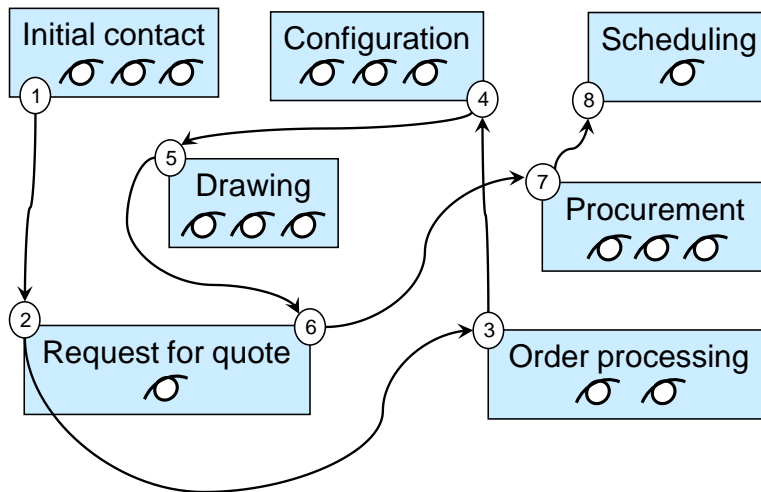 Initial contact
1
Configuration
4
Scheduling
8
5
Drawing
7
Procurement
2
Request for quote
6
3
Order processing